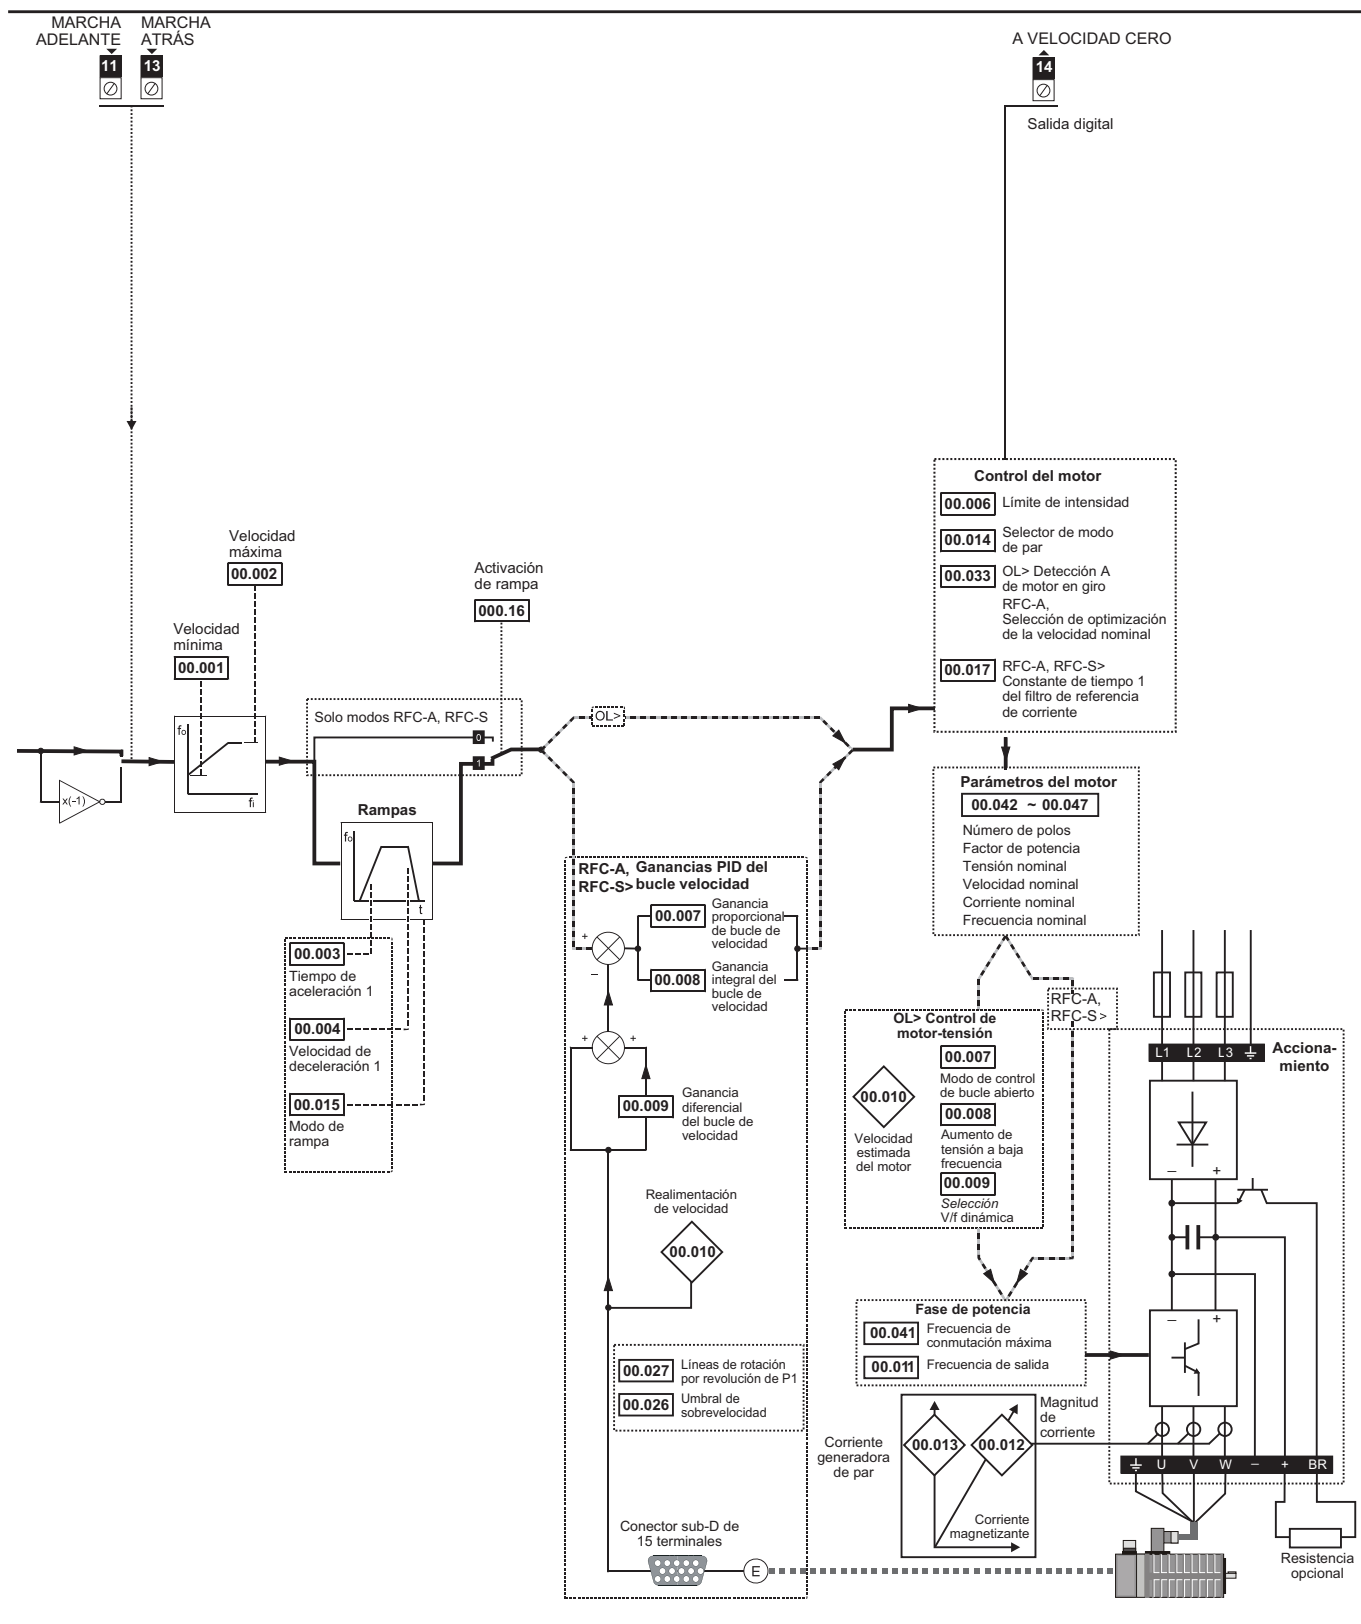 MARCHA
ADELANTE
MARCHA
ATRÁS
11
13
A VELOCIDAD CERO
14
Salida digital
Control del motor
00.006 Límite de intensidad
00.014 Selector de modo
de par
00.033 OL> Detección A
de motor en giro
RFC-A,
Selección de optimización
de la velocidad nominal
00.017 RFC-A, RFC-S>
Constante de tiempo 1
del filtro de referencia
de corriente
Velocidad
máxima
00.002
Velocidad
mínima
00.001
Activación
de rampa
000.16
Solo modos RFC-A, RFC-S
0
1
OL>
x(-1)
fo
fi
Rampas
fo
t
00.003
Tiempo de
aceleración 1
00.004
Velocidad de
deceleración 1
00.015
Modo de
rampa
RFC-A,
RFC-S>
Ganancias PID del
bucle velocidad
00.007
Ganancia
proporcional
de bucle de
velocidad
00.008
Ganancia
integral del
bucle de
velocidad
+
–
+
+
00.009
Ganancia
diferencial
del bucle de
velocidad
Realimentación
de velocidad
00.010
00.027 Líneas de rotación
por revolución de P1
00.026 Umbral de
sobrevelocidad
Conector sub-D de
15 terminales
E
Parámetros del motor
00.042 ~ 00.047
Número de polos
Factor de potencia
Tensión nominal
Velocidad nominal
Corriente nominal
Frecuencia nominal
RFC-A,
RFC-S>
OL> Control de
motor-tensión
00.007
Modo de control
de bucle abierto
00.010
Velocidad
estimada
del motor
00.008
Aumento de
tensión a baja
frecuencia
00.009
Selección
V/f dinámica
Fase de potencia
00.041 Frecuencia de
conmutación máxima
00.011 Frecuencia de salida
Corriente
generadora
de par
00.013
00.012
Magnitud
de
corriente
Corriente
magnetizante
L1 L2 L3
Acciona-
miento
– +
– +
U V W – + BR
Resistencia
opcional